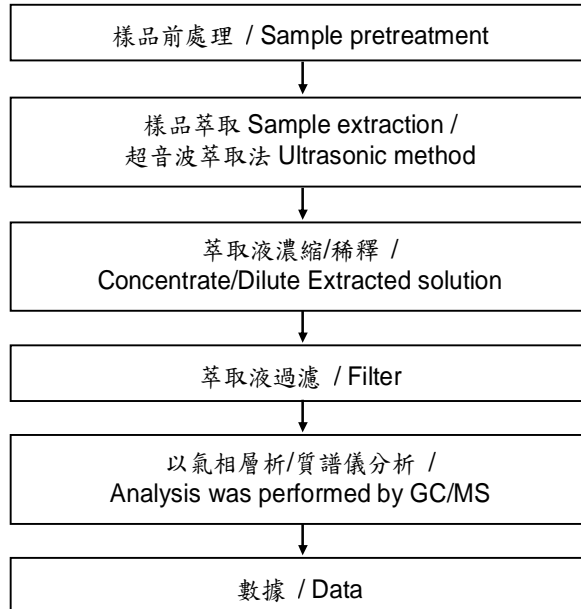 樣品前處理 / Sample pretreatment
樣品萃取 Sample extraction /
超音波萃取法 Ultrasonic method
萃取液濃縮/稀釋 /
Concentrate/Dilute Extracted solution
萃取液過濾 / Filter
以氣相層析/質譜儀分析 /
Analysis was performed by GC/MS
數據 / Data